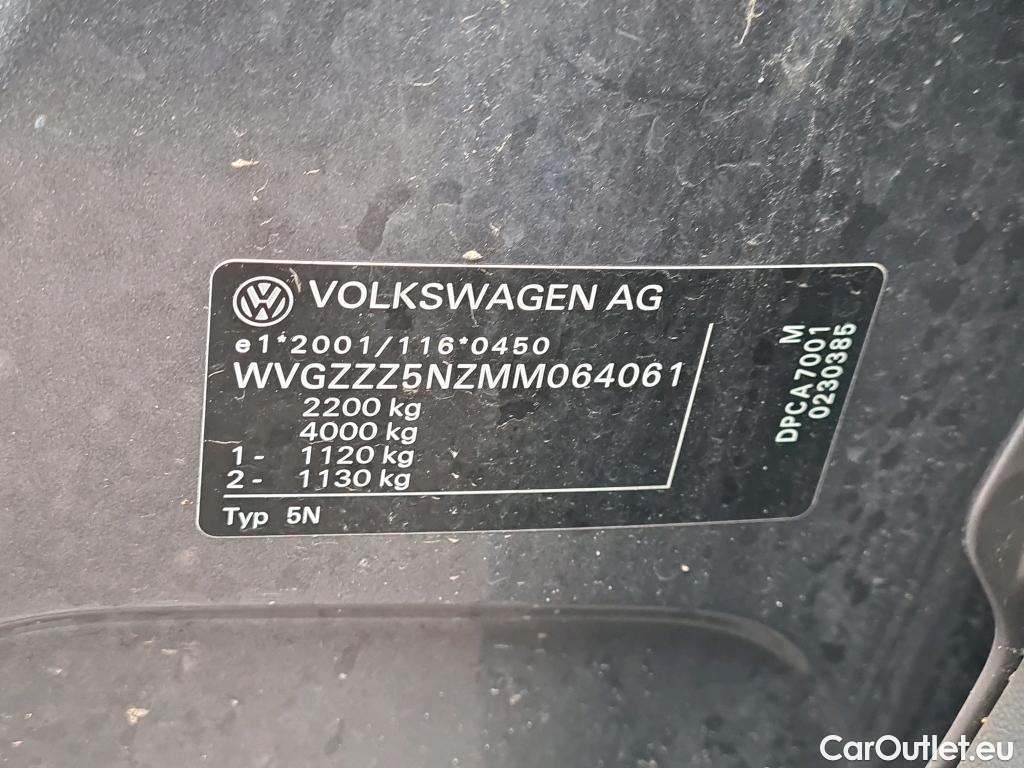 VOLKSWAGEN AG
e1*2001/116*0450
WVGZZZ5NZMM064061
2200 kg
4000 kg
1- 1120 kg
2- 1130 kg
Typ 5N
M
DPCA7001
0230385
CarOutlet.eu